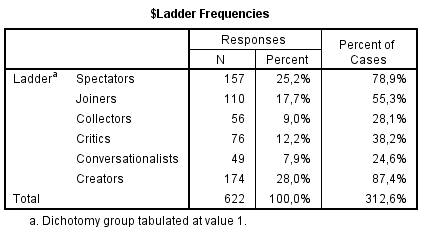 $Ladder Frequencies
Responses Percent of Cases
N Percent
Laddera Spectators 157 25,2% 78,9%
Joiners 110 17,7% 55,3%
Collectors 56 9,0% 28,1%
Critics 76 12,2% 38,2%
Conversationalists 49 7,9% 24,6%
Creators 174 28,0% 87,4%
Total 622 100,0% 312,6%
a. Dichotomy group tabulated at value 1.